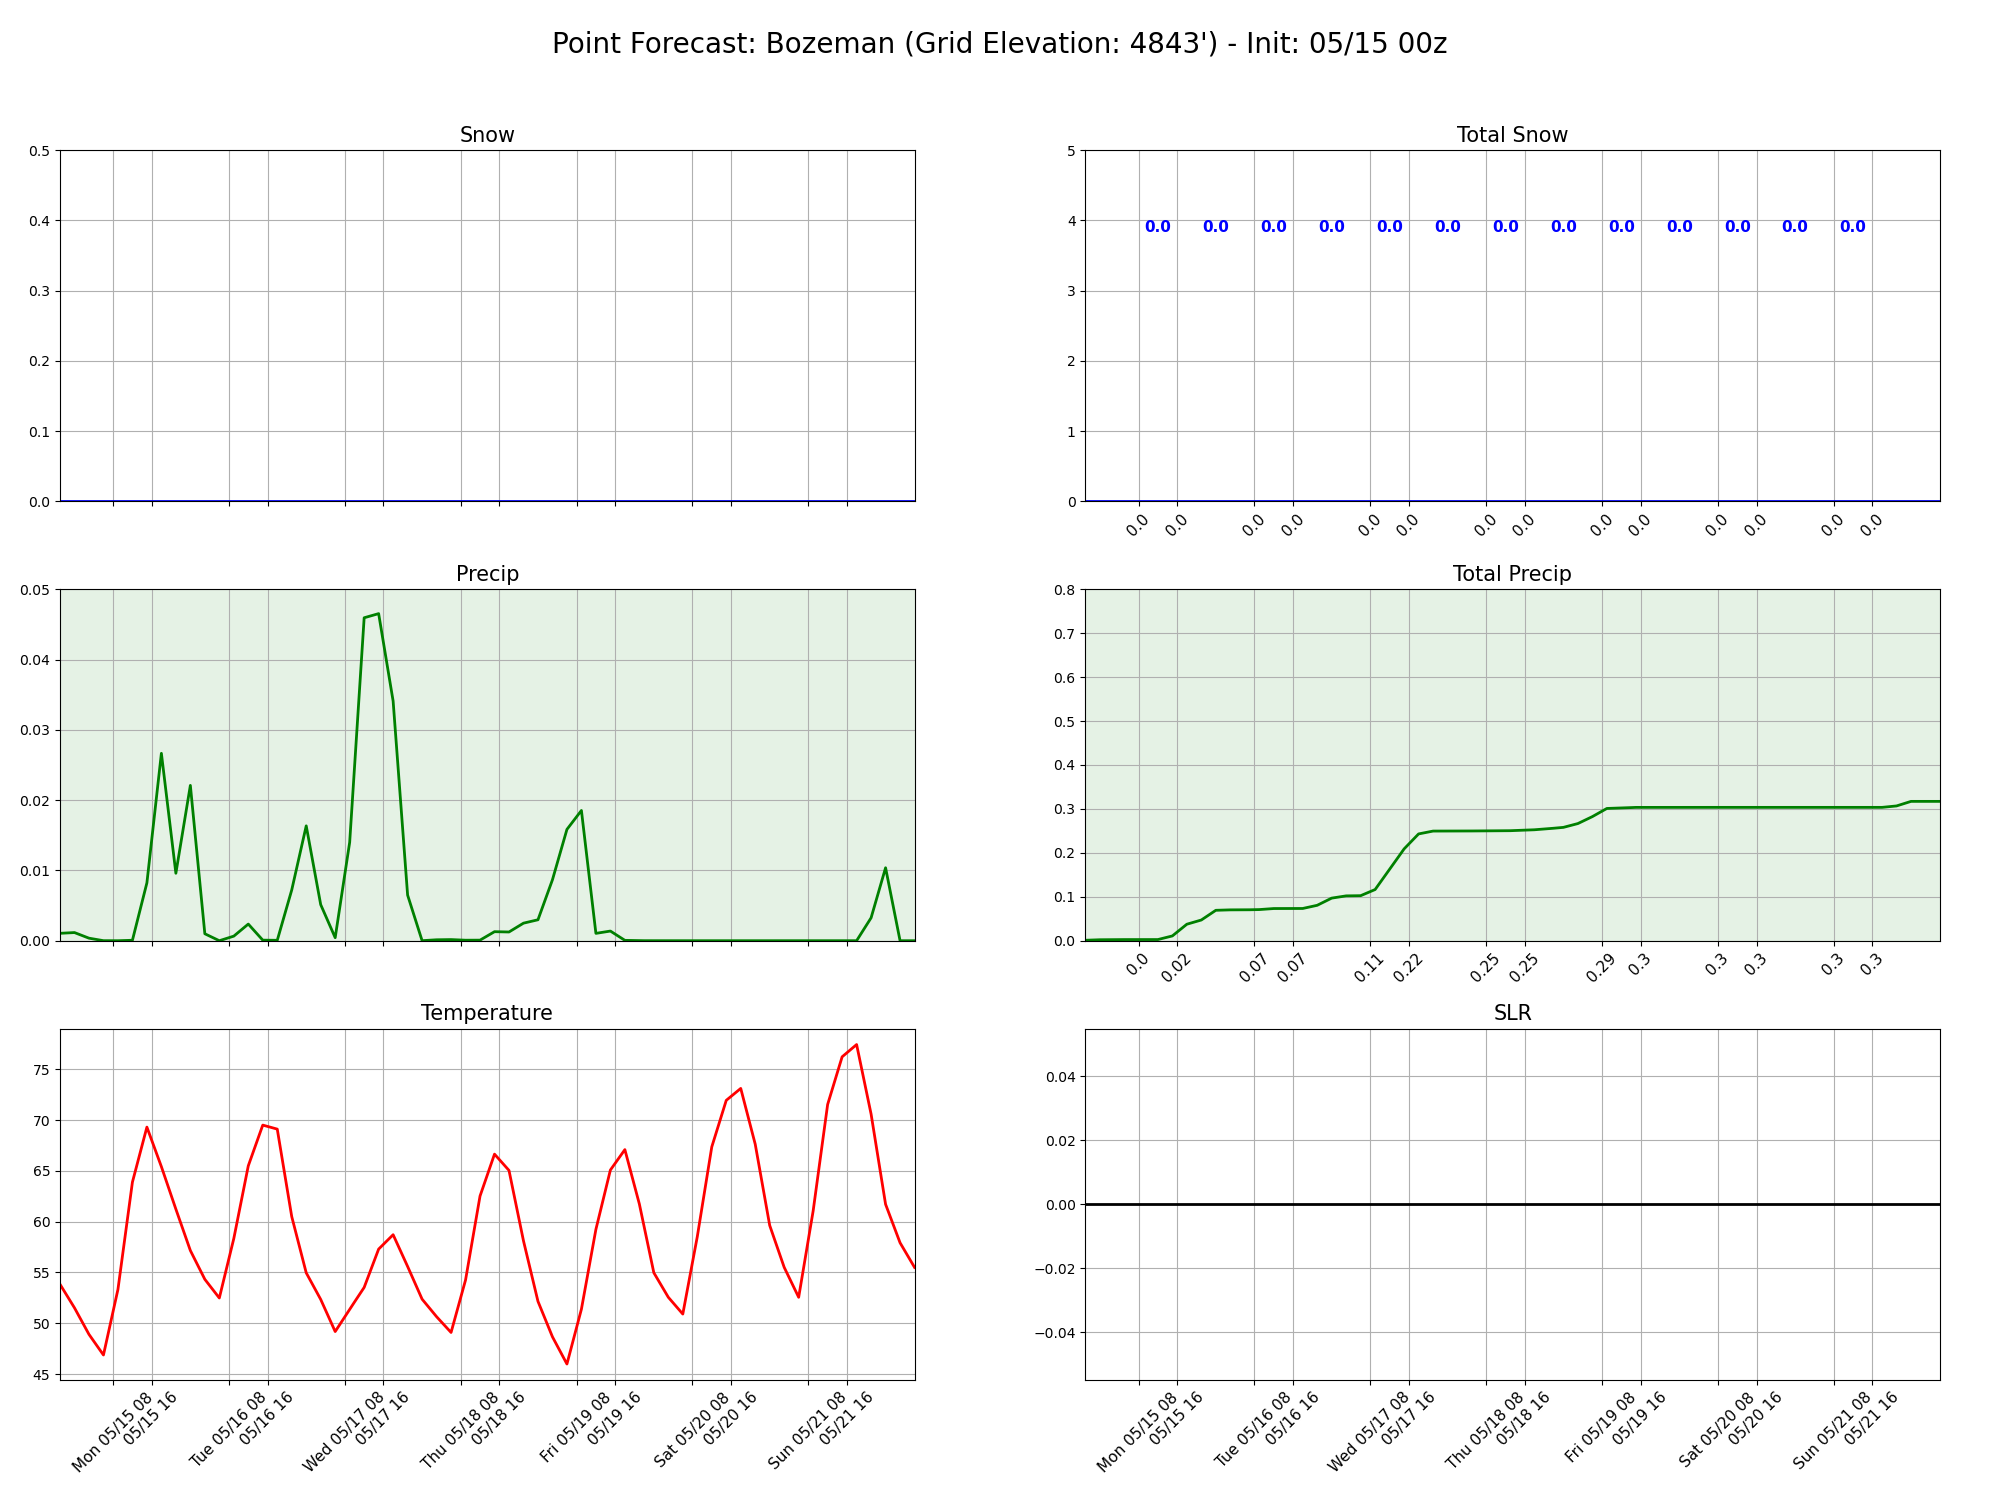 Point Forecast: Bozeman (Grid Elevation: 4843') - Init: 05/15 00z
Snow
0.5
0.4
0.3
0.2
0.1
0.0
Total Snow
5
4
3
2
1
0
0.0 0.0 0.0 0.0 0.0 0.0 0.0 0.0 0.0 0.0 0.0 0.0 0.0
0.0 0.0 0.0 0.0 0.0 0.0 0.0 0.0 0.0 0.0 0.0 0.0 0.0 0.0
Precip
0.05
0.04
0.03
0.02
0.01
0.00
Total Precip
0.8
0.7
0.6
0.5
0.4
0.3
0.2
0.1
0.0
0.0 0.02 0.07 0.07 0.11 0.22 0.25 0.25 0.29 0.3 0.3 0.3 0.3 0.3
Temperature
75
70
65
60
55
50
45
Mon 05/15 08
05/15 16
Tue 05/16 08
05/16 16
Wed 05/17 08
05/17 16
Thu 05/18 08
05/18 16
Fri 05/19 08
05/19 16
Sat 05/20 08
05/20 16
Sun 05/21 08
05/21 16
SLR
0.04
0.02
0.00
−0.02
−0.04
Mon 05/15 08
05/15 16
Tue 05/16 08
05/16 16
Wed 05/17 08
05/17 16
Thu 05/18 08
05/18 16
Fri 05/19 08
05/19 16
Sat 05/20 08
05/20 16
Sun 05/21 08
05/21 16